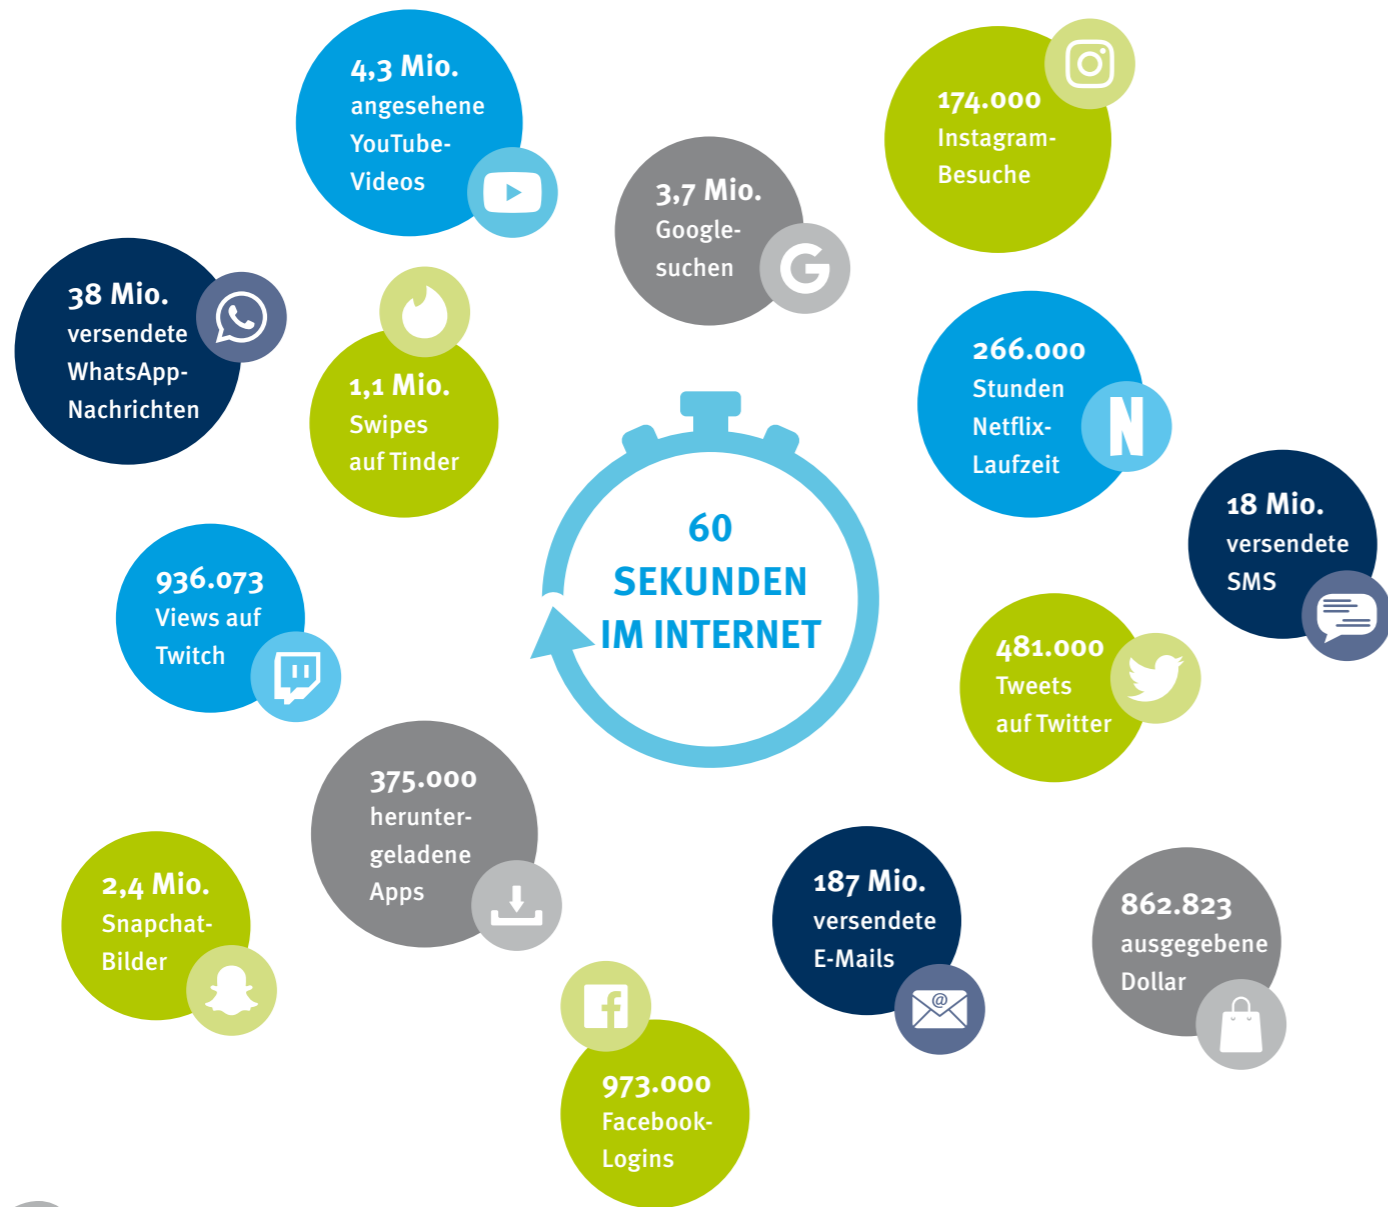 4,3 Mio.
angesehene
YouTube-
Videos
174.000
Instagram-
Besuche
3,7 Mio.
Google-
suchen
38 Mio.
versendete
WhatsApp-
Nachrichten
1,1 Mio.
Swipes
auf Tinder
266.000
Stunden
Netflix-
Laufzeit
18 Mio.
versendete
SMS
60
SEKUNDEN
IM INTERNET
936.073
Views auf
Twitch
481.000
Tweets
auf Twitter
375.000
herunter-
geladene
Apps
2,4 Mio.
Snapchat-
Bilder
187 Mio.
versendete
E-Mails
862.823
ausgegebene
Dollar
973.000
Facebook-
Logins